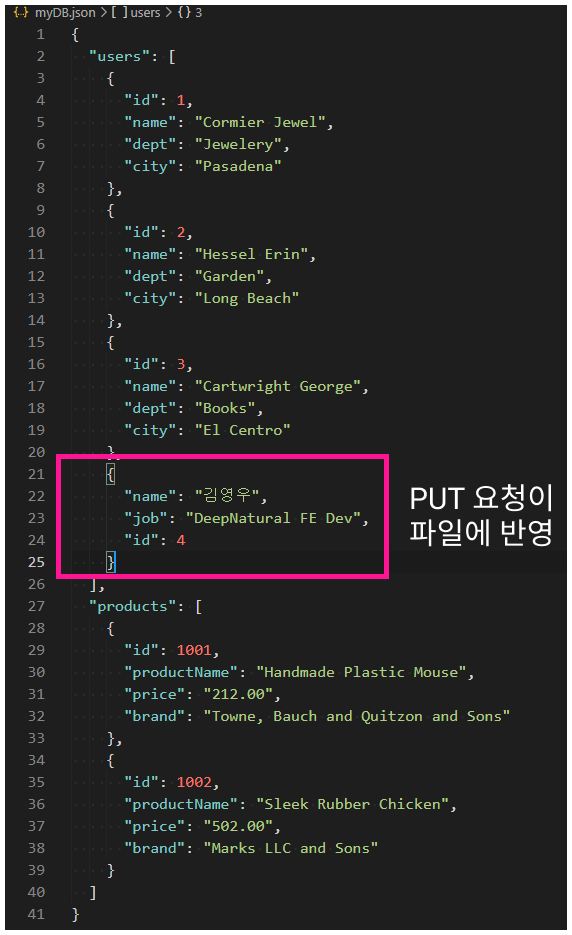 {..} myDB.json > [ ] users > {} 3
1 {
2 "users": [
3 {
4 "id": 1,
5 "name": "Cormier Jewel",
6 "dept": "Jewelery",
7 "city": "Pasadena"
8 },
9 {
10 "id": 2,
11 "name": "Hessel Erin",
12 "dept": "Garden",
13 "city": "Long Beach"
14 },
15 {
16 "id": 3,
17 "name": "Cartwright George",
18 "dept": "Books",
19 "city": "El Centro"
20 },
21 {
22 "name": "김영우",
23 "job": "DeepNatural FE Dev",
24 "id": 4
25 }
PUT 요청이
파일에 반영
26 ],
27 "products": [
28 {
29 "id": 1001,
30 "productName": "Handmade Plastic Mouse",
31 "price": "212.00",
32 "brand": "Towne, Bauch and Quitzon and Sons"
33 },
34 {
35 "id": 1002,
36 "productName": "Sleek Rubber Chicken",
37 "price": "502.00",
38 "brand": "Marks LLC and Sons"
39 }
40 ]
41 }